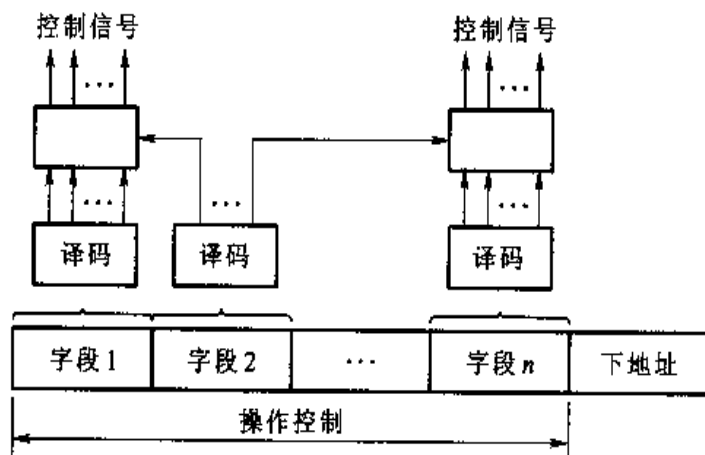 控制信号 控制信号
… …
…
… …
译码 译码 译码
字段1 字段2 … 字段n 下地址
操作控制